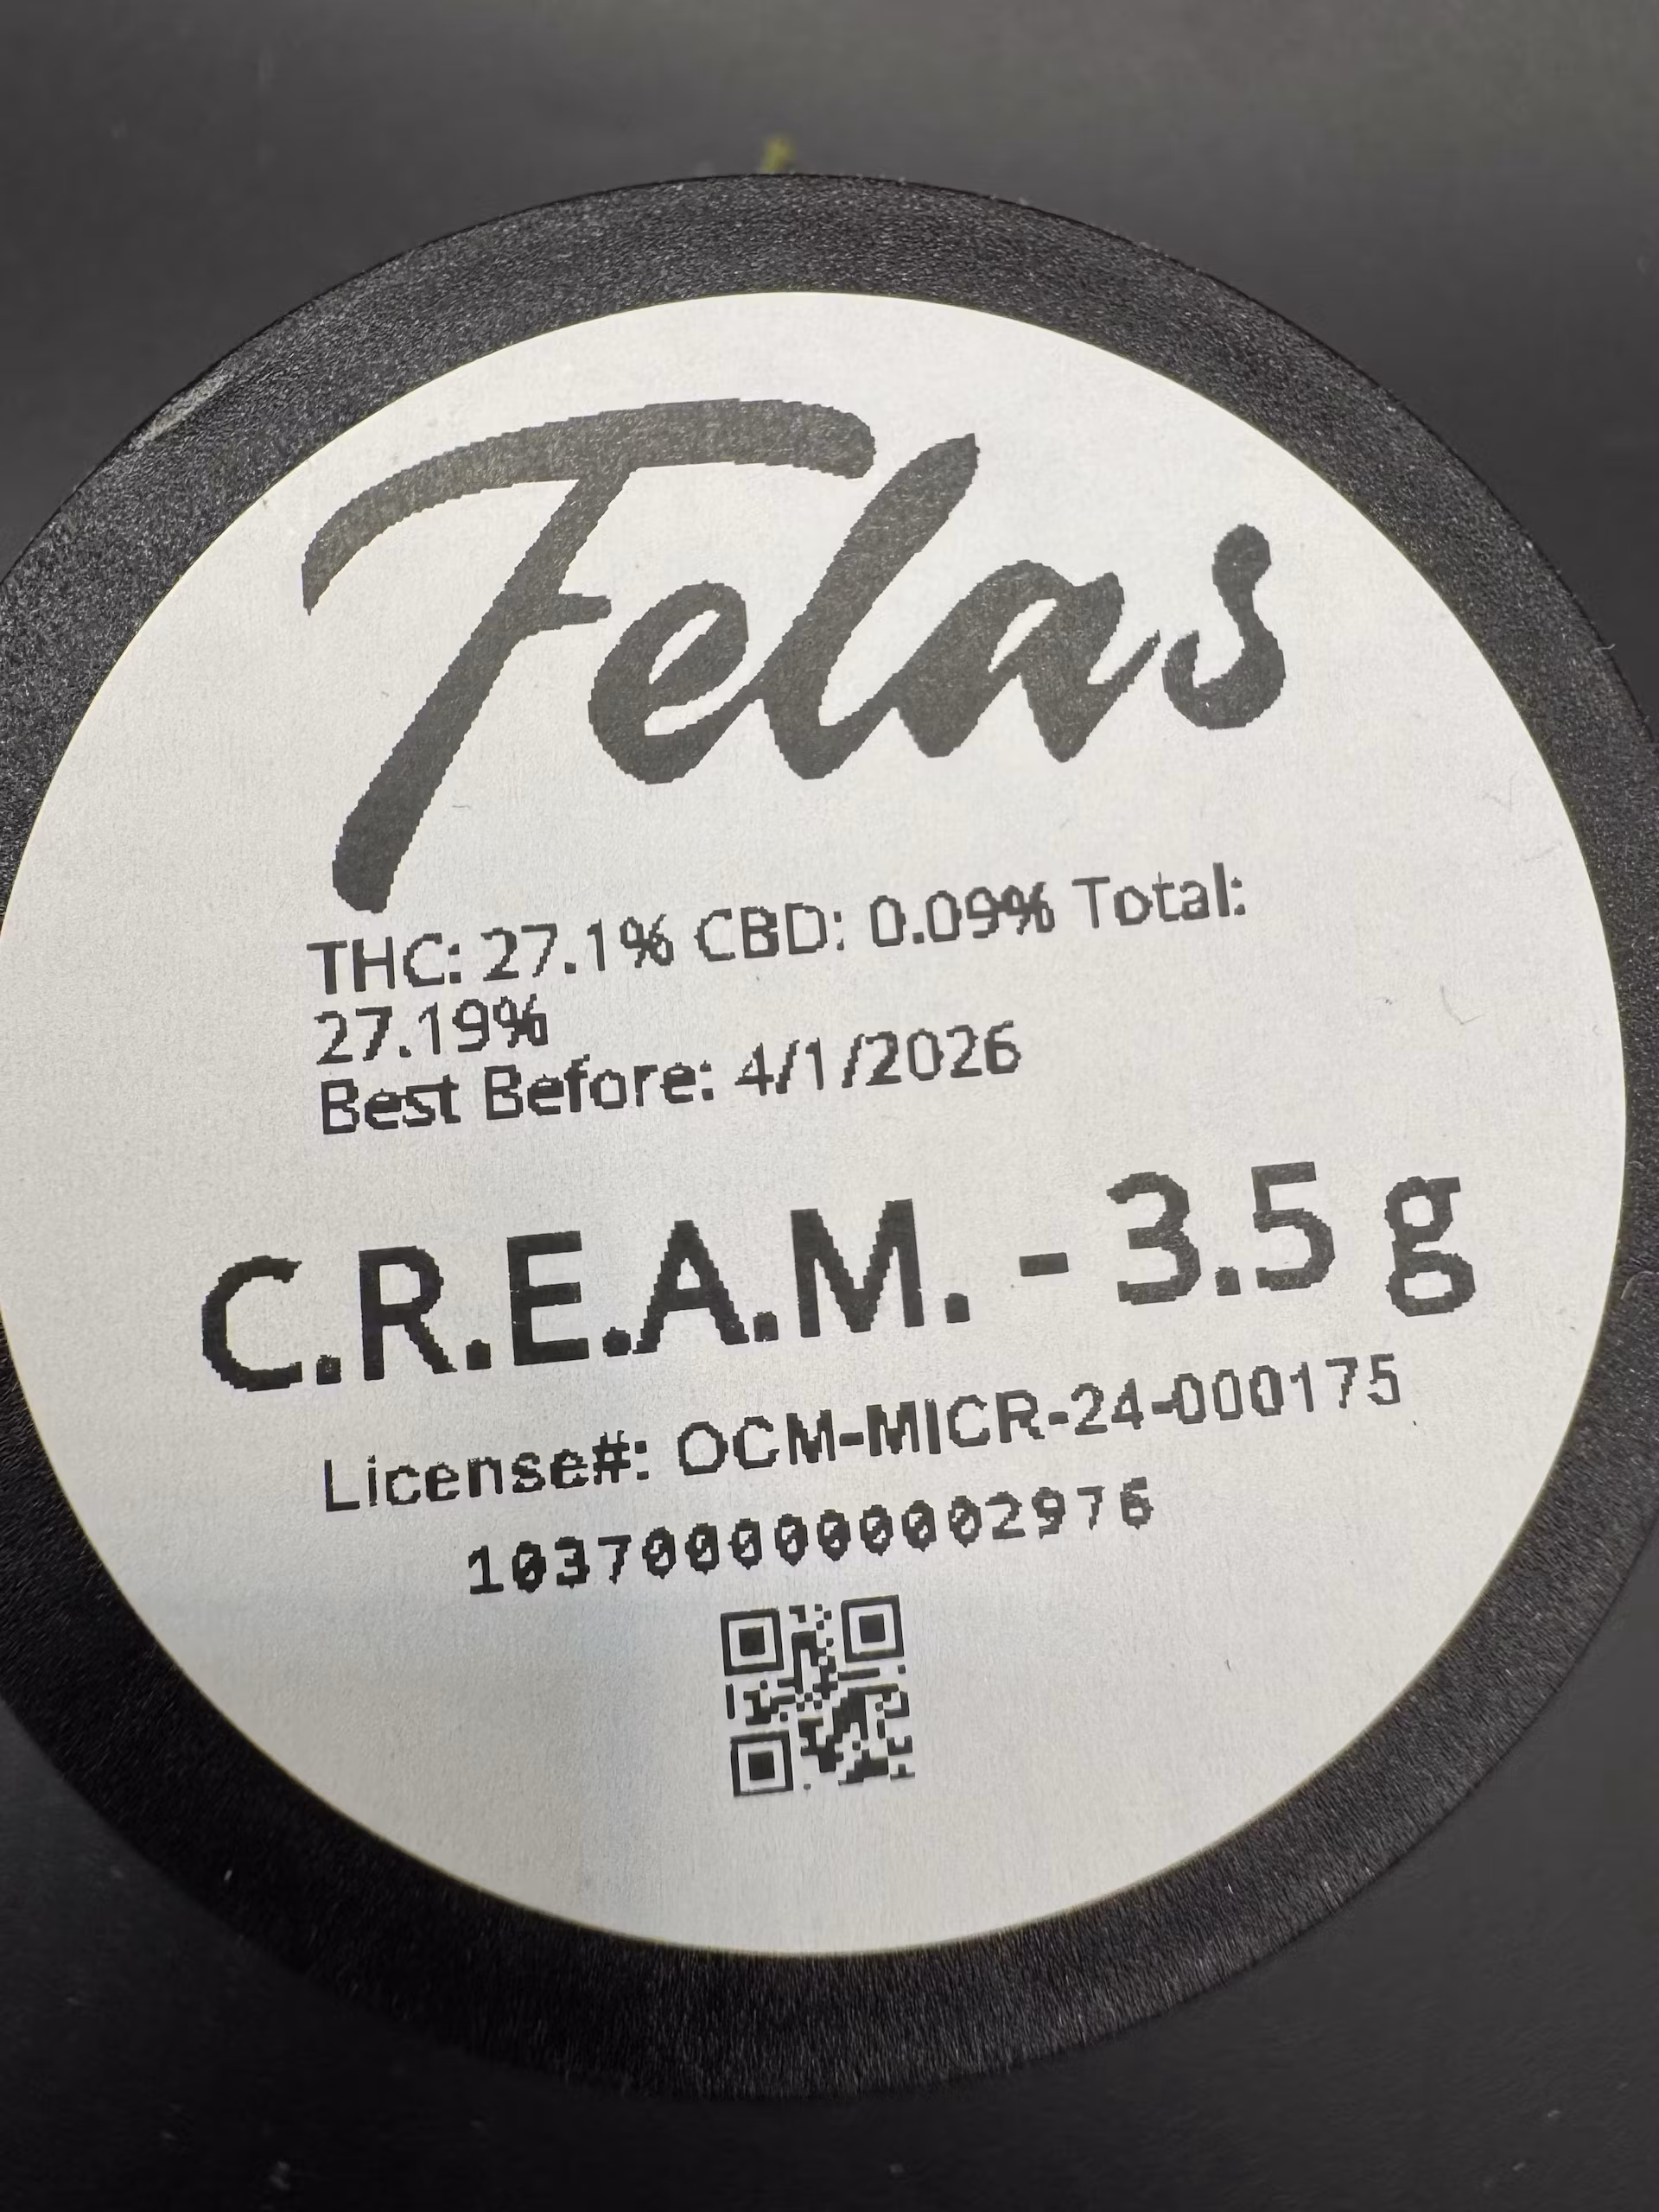 Felas
THC: 27.1% CBD: 0.09% Total:
27.19%
Best Before: 4/1/2026
C.R.E.A.M. - 3.5 g
License#: OCM-MICR-24-000175
1037000000002976